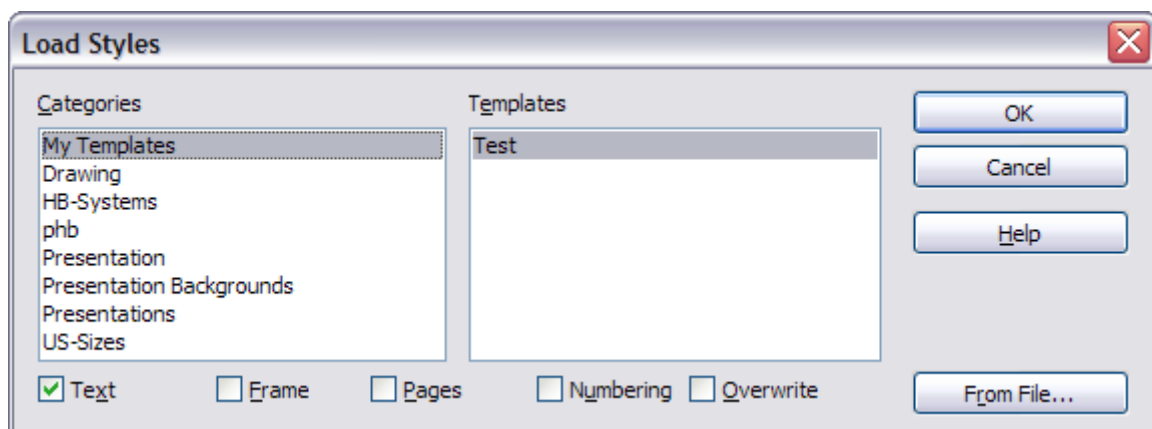 Load Styles
Categories
My Templates
Drawing
HB-Systems
phb
Presentation
Presentation Backgrounds
Presentations
US-Sizes
Templates
Test
OK
Cancel
Help
Text Frame Pages Numbering Overwrite
From File...